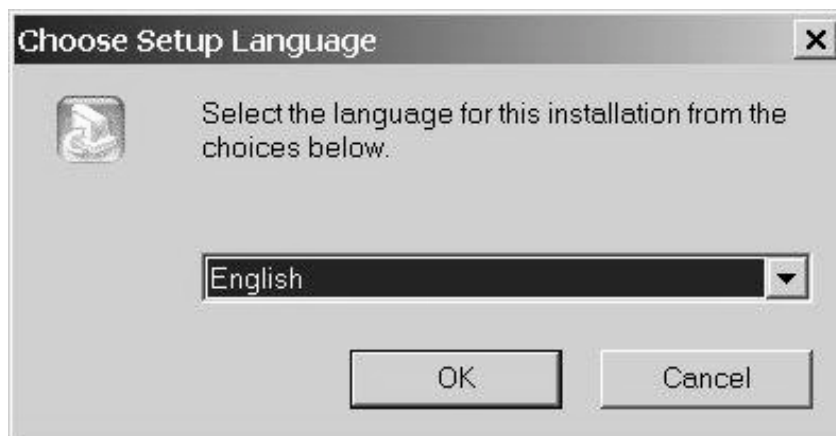 Choose Setup Language
Select the language for this installation from the
choices below.
English
OK
Cancel